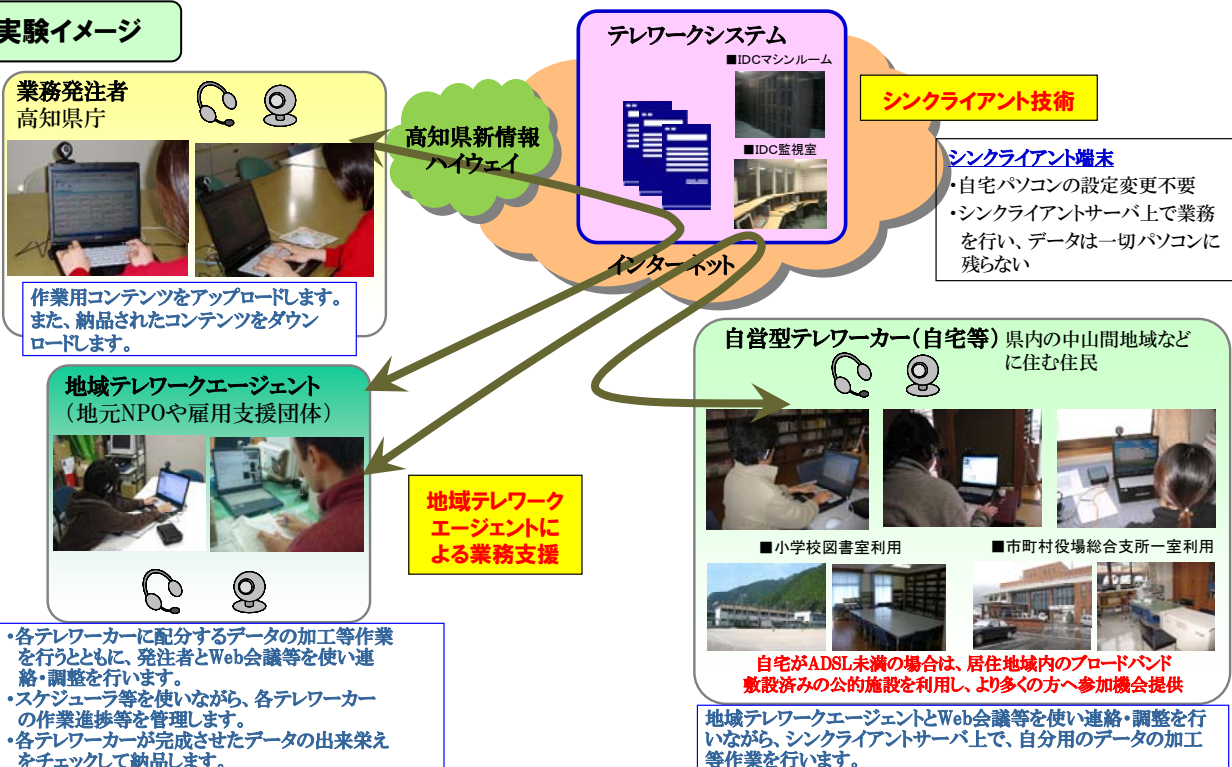 実験イメージ
業務発注者
高知県庁
作業用コンテンツをアップロードします。
また、納品されたコンテンツをダウン
ロードします。
高知県新情報
ハイウェイ
テレワークシステム
■IDCマシンルーム
■IDC監視室
インターネット
シンクライアント技術
シンクライアント端末
・自宅パソコンの設定変更不要
・シンクライアントサーバ上で業務
を行い、データは一切パソコンに
残らない
地域テレワークエージェント
（地元NPOや雇用支援団体）
・各テレワーカーに配分するデータの加工等作業
を行うとともに、発注者とWeb会議等を使い連
絡・調整を行います。
・スケジューラ等を使いながら、各テレワーカー
の作業進捗等を管理します。
・各テレワーカーが完成させたデータの出来栄え
をチェックして納品します。
地域テレワーク
エージェントに
よる業務支援
自営型テレワーカー（自宅等）県内の中山間地域など
に住む住民
■小学校図書室利用
■市町村役場総合支所一室利用
自宅がADSL未満の場合は、居住地域内のブロードバンド
敷設済みの公的施設を利用し、より多くの方へ参加機会提供
地域テレワークエージェントとWeb会議等を使い連絡・調整を行
いながら、シンクライアントサーバ上で、自分用のデータの加工
等作業を行います。